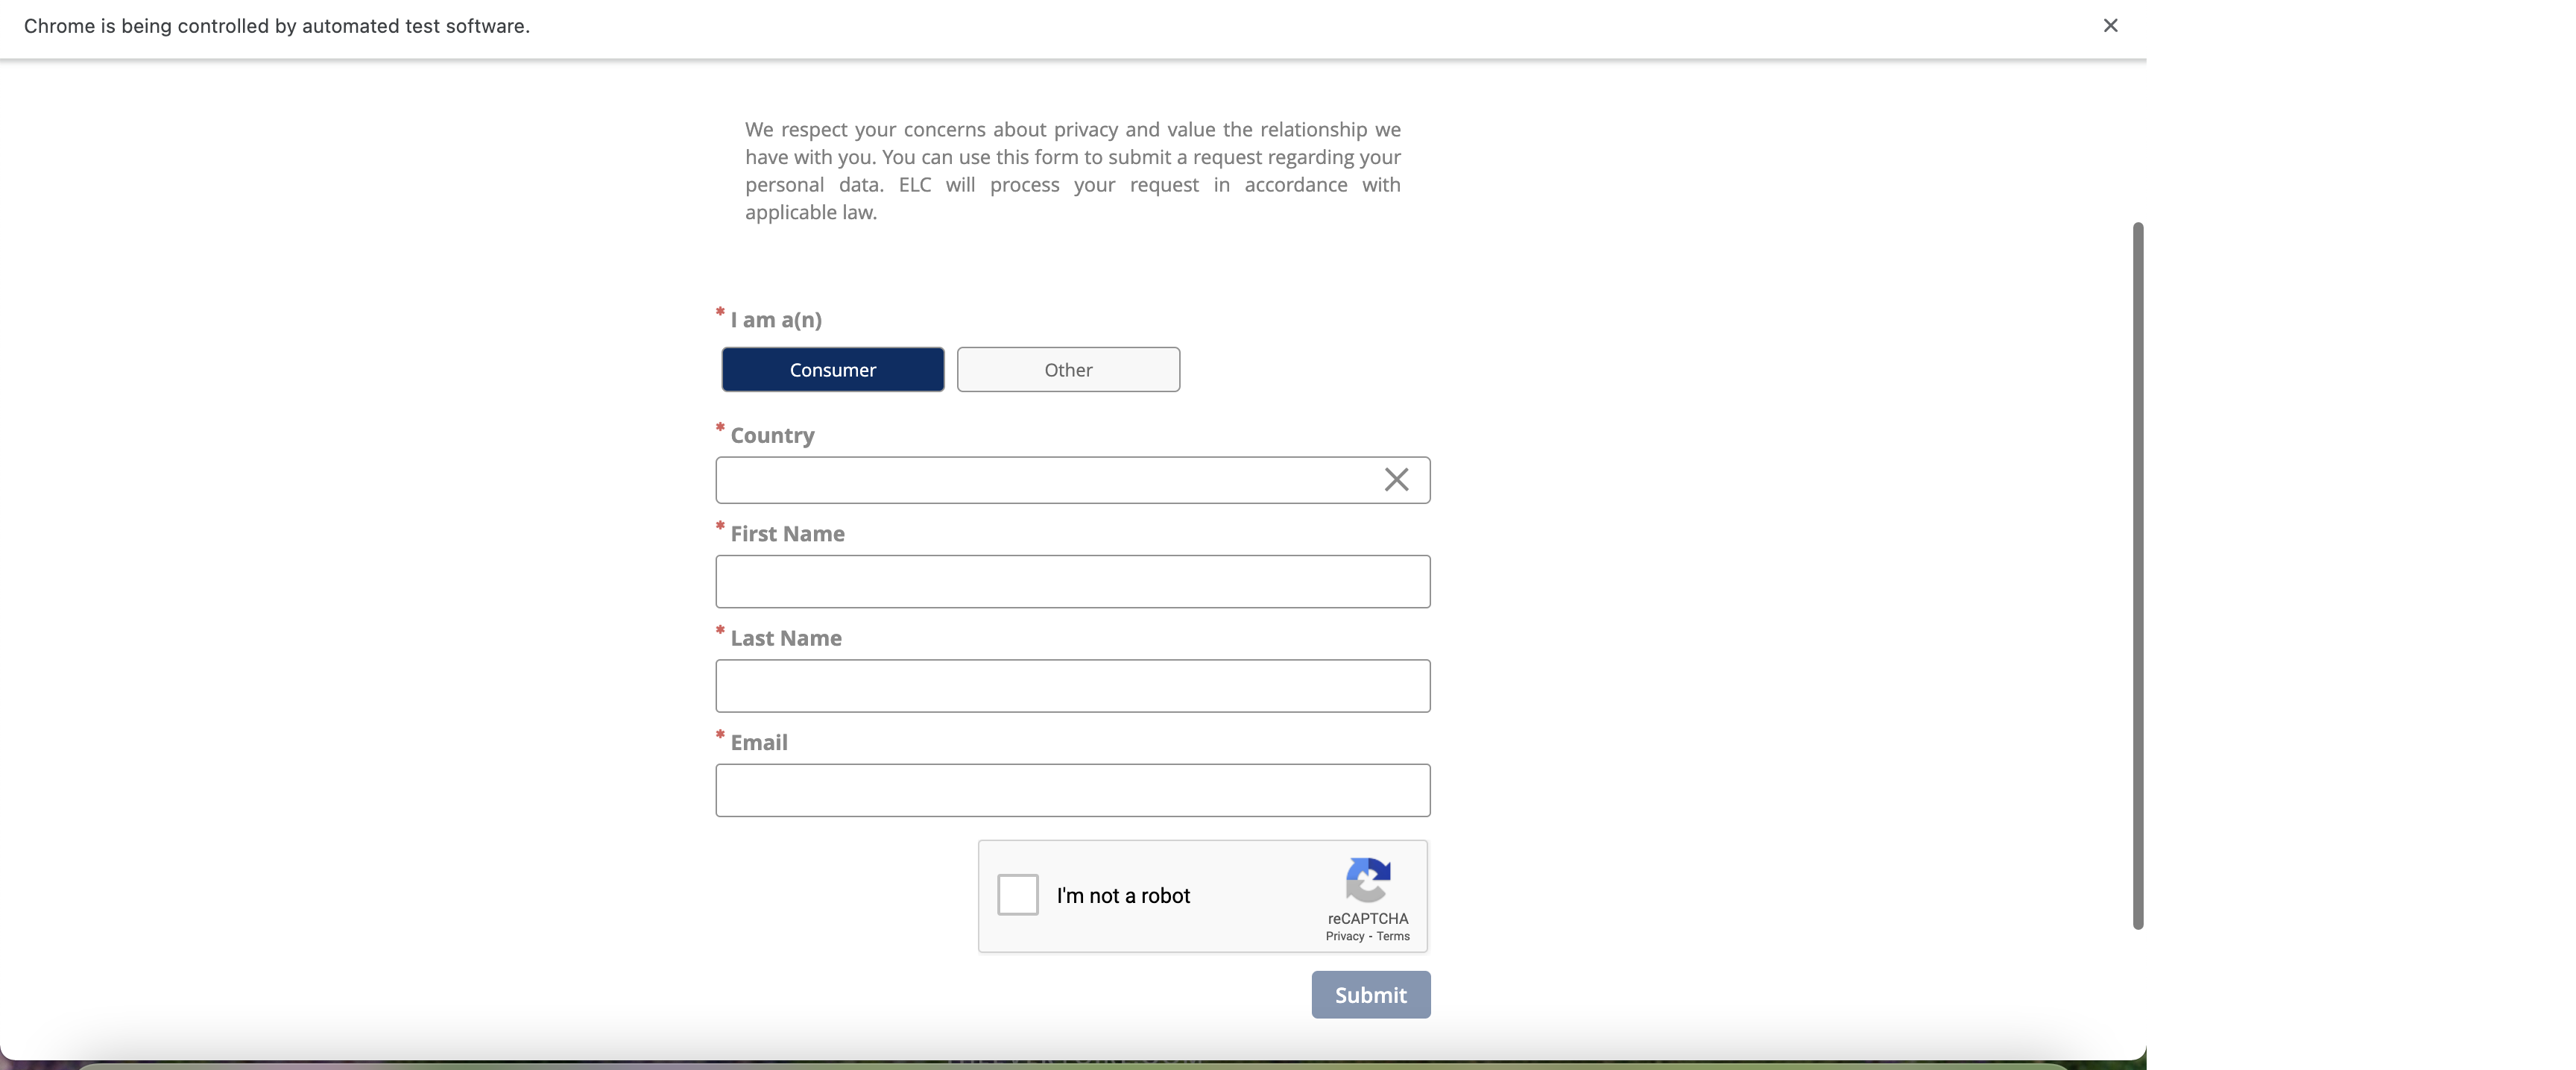 Chrome is being controlled by automated test software.
We respect your concerns about privacy and value the relationship we
have with you. You can use this form to submit a request regarding your
personal data. ELC will process your request in accordance with
applicable law.
* I am a(n)
Consumer Other
* Country
* First Name
* Last Name
* Email
I'm not a robot
reCAPTCHA
Privacy - Terms
Submit